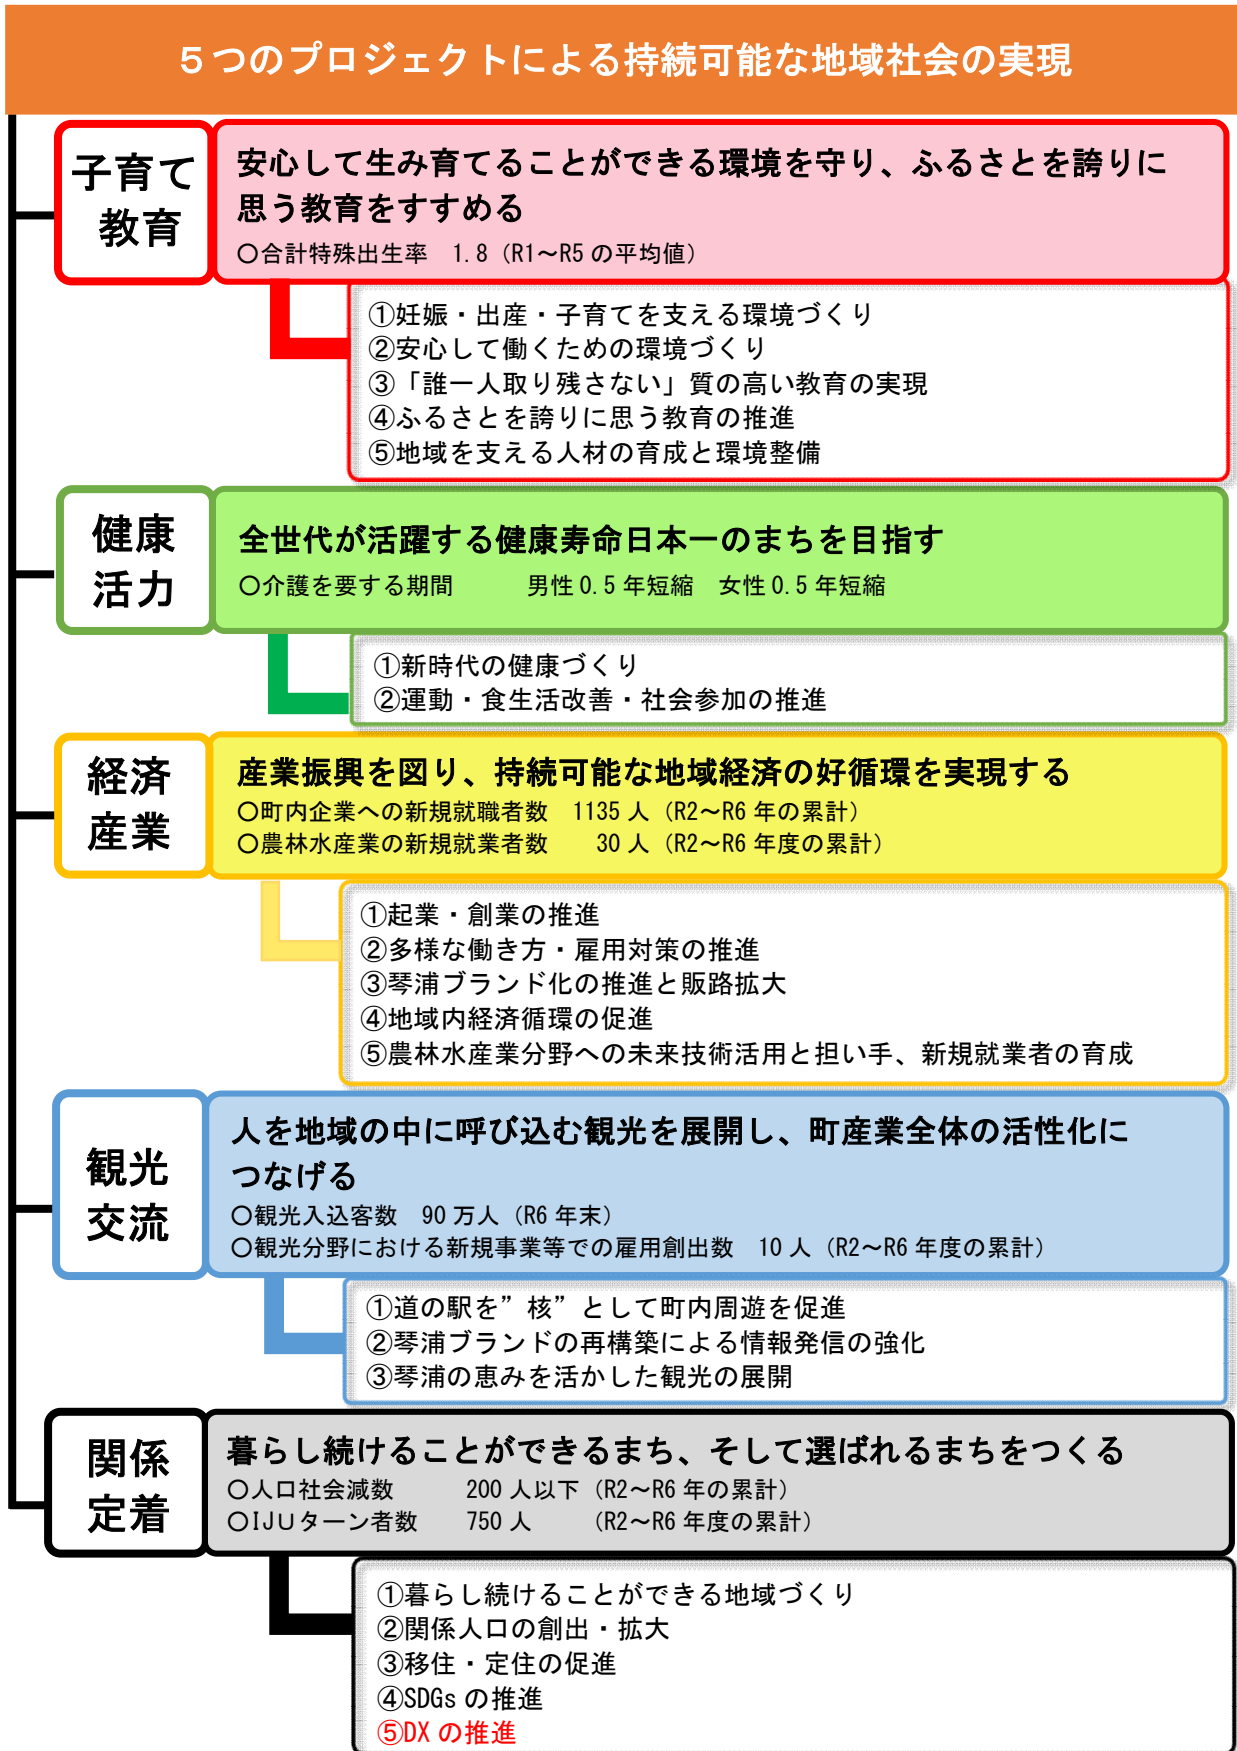 ５つのプロジェクトによる持続可能な地域社会の実現
子育て
教育
安心して生み育てることができる環境を守り、ふるさとを誇りに
思う教育をすすめる
〇合計特殊出生率　1.8（R1～R5 の平均値）
①妊娠・出産・子育てを支える環境づくり
②安心して働くための環境づくり
③「誰一人取り残さない」質の高い教育の実現
④ふるさとを誇りに思う教育の推進
⑤地域を支える人材の育成と環境整備
健康
活力
全世代が活躍する健康寿命日本一のまちを目指す
〇介護を要する期間　　　男性 0.5 年短縮　女性 0.5 年短縮
①新時代の健康づくり
②運動・食生活改善・社会参加の推進
経済
産業
産業振興を図り、持続可能な地域経済の好循環を実現する
〇町内企業への新規就職者数　1135 人（R2～R6 年の累計）
〇農林水産業の新規就業者数　　30 人（R2～R6 年度の累計）
①起業・創業の推進
②多様な働き方・雇用対策の推進
③琴浦ブランド化の推進と販路拡大
④地域内経済循環の促進
⑤農林水産業分野への未来技術活用と担い手、新規就業者の育成
観光
交流
人を地域の中に呼び込む観光を展開し、町産業全体の活性化に
つなげる
〇観光入込客数　90 万人（R6 年末）
〇観光分野における新規事業等での雇用創出数　10 人（R2～R6 年度の累計）
①道の駅を”核”として町内周遊を促進
②琴浦ブランドの再構築による情報発信の強化
③琴浦の恵みを活かした観光の展開
関係
定着
暮らし続けることができるまち、そして選ばれるまちをつくる
〇人口社会減数　　　200 人以下（R2～R6 年の累計）
〇IJUターン者数　　750 人　　（R2～R6 年度の累計）
①暮らし続けることができる地域づくり
②関係人口の創出・拡大
③移住・定住の促進
④SDGs の推進
⑤DX の推進